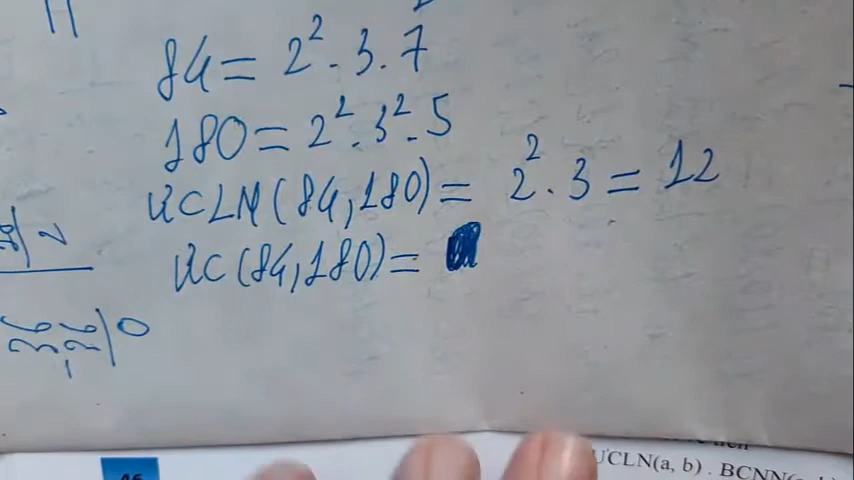 84 = 2² . 3 . 7
180 = 2² . 3² . 5
ƯCLN(84,180) = 2² . 3 = 12
ƯC(84,180) =
46
ƯCLN(a, b) . BCNN(a, b)